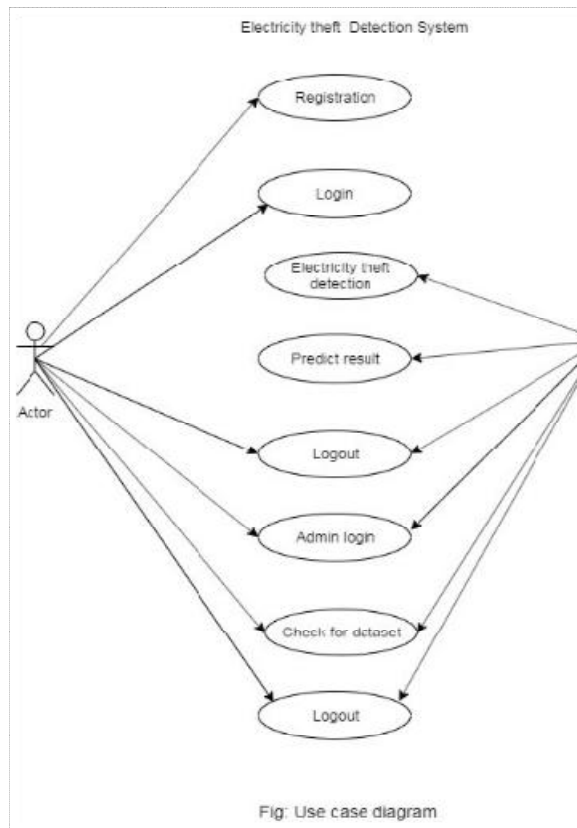 Electricity theft Detection System
Registration
Login
Electricity theft
detection
Predict result
Actor
Logout
Admin login
Check for dataset
Logout
Fig: Use case diagram